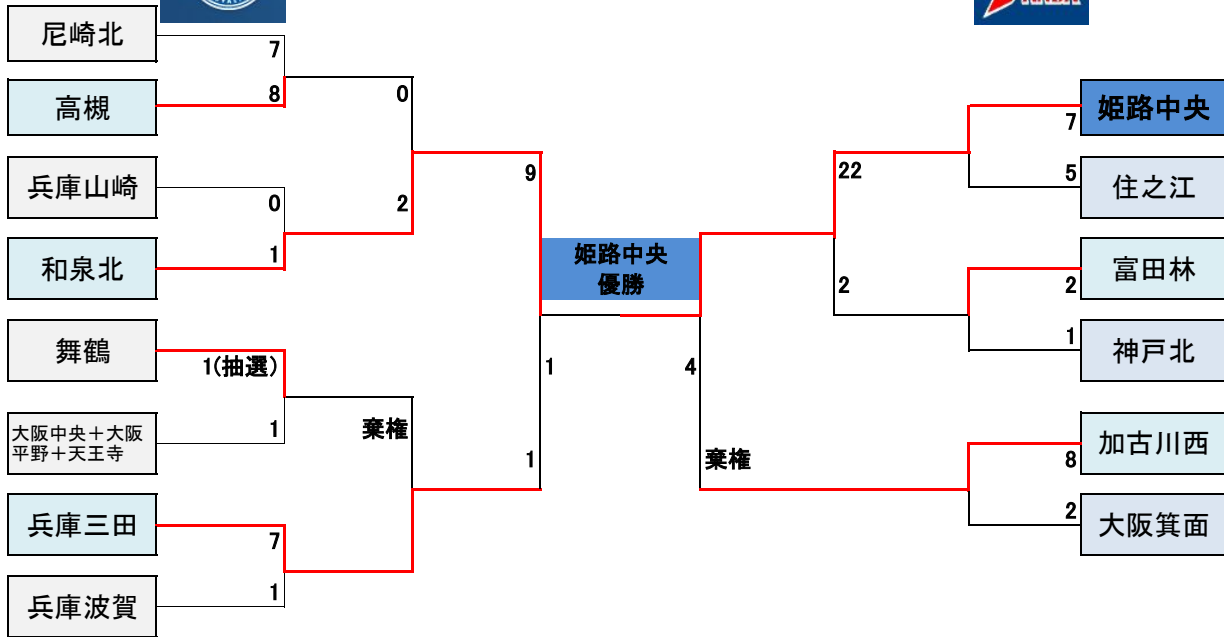 尼崎北
7
8
高槻
0
兵庫山崎
0
2
1
和泉北
9
舞鶴
1(抽選)
大阪中央＋大阪
平野＋天王寺
1
棄権
兵庫三田
7
1
兵庫波賀
1
1
姫路中央
優勝
4
22
2
棄権
姫路中央
7
5
住之江
富田林
2
1
神戸北
加古川西
8
2
大阪箕面